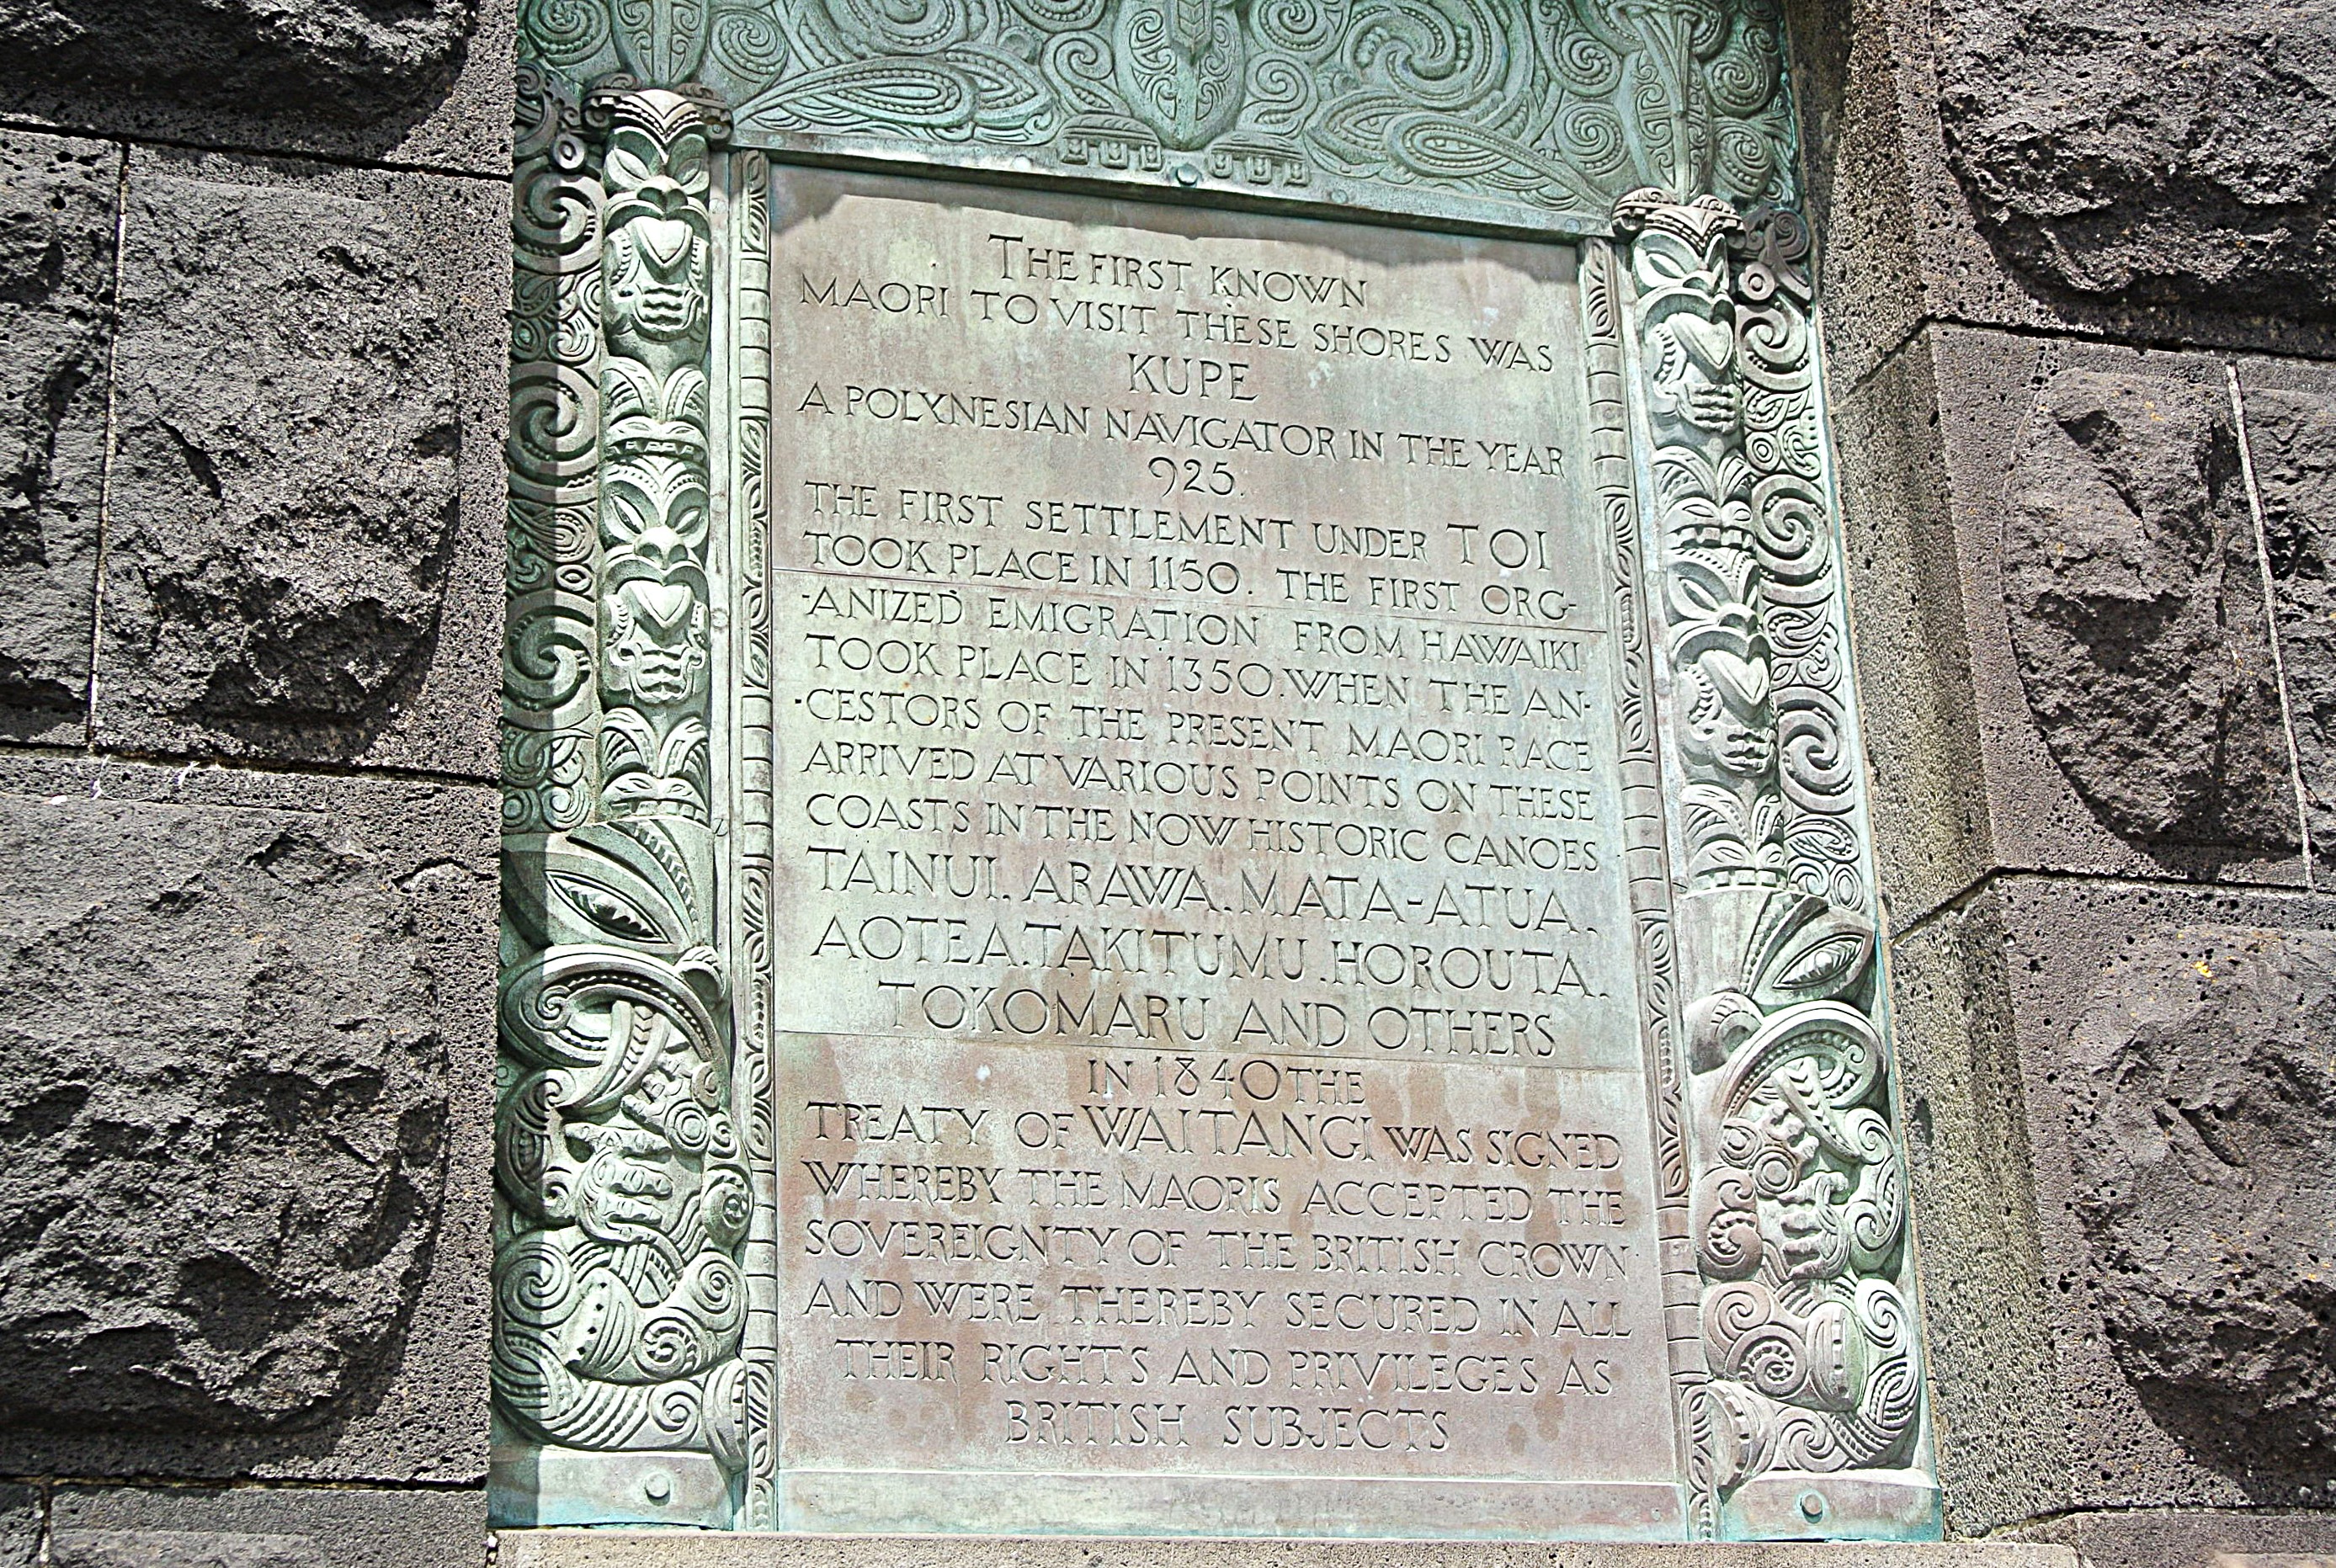 THE FIRST KNOWN
MAORI TO VISIT THESE SHORES WAS
KUPE
A POLYNESIAN NAVIGATOR IN THE YEAR
925.
THE FIRST SETTLEMENT UNDER TOI
TOOK PLACE IN 1150. THE FIRST ORG-
-ANIZED EMIGRATION FROM HAWAIKI
TOOK PLACE IN 1350. WHEN THE AN-
-CESTORS OF THE PRESENT MAORI RACE
ARRIVED AT VARIOUS POINTS ON THESE
COASTS IN THE NOW HISTORIC CANOES
TAINUI. ARAWA. MATA-ATUA.
AOTEA. TAKITUMU. HOROUTA.
TOKOMARU AND OTHERS
IN 1840 THE
TREATY OF WAITANGI WAS SIGNED
WHEREBY THE MAORIS ACCEPTED THE
SOVEREIGNTY OF THE BRITISH CROWN
AND WERE THEREBY SECURED IN ALL
THEIR RIGHTS AND PRIVILEGES AS
BRITISH SUBJECTS